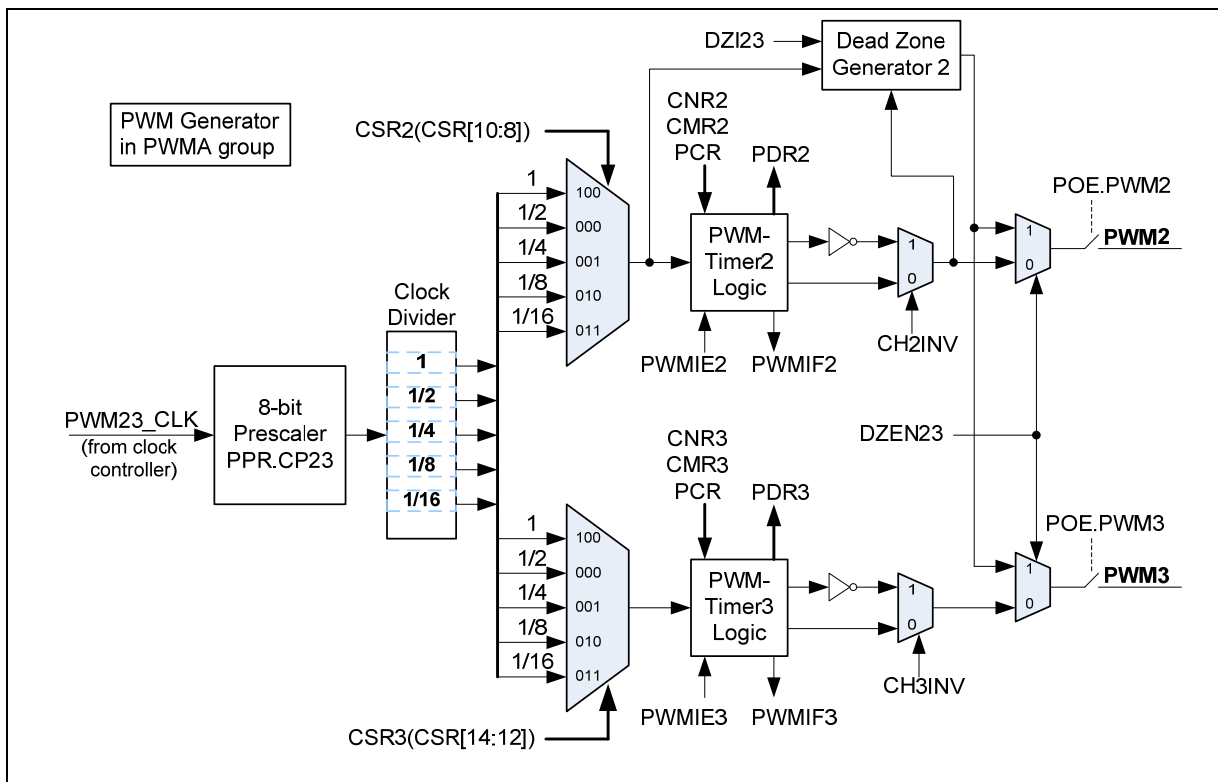 PWM Generator
in PWMA group
DZI23
Dead Zone
Generator 2
CSR2(CSR[10:8])
CNR2
CMR2
PCR
PDR2
1
1/2
1/4
1/8
1/16
100
000
001
010
011
PWM-
Timer2
Logic
1
0
CH2INV
PWMIE2
PWMIF2
1
0
POE.PWM2
PWM2
Clock
Divider
1
1/2
1/4
1/8
1/16
PWM23_CLK
(from clock
controller)
8-bit
Prescaler
PPR.CP23
DZEN23
CNR3
CMR3
PCR
PDR3
1
1/2
1/4
1/8
1/16
100
000
001
010
011
PWM-
Timer3
Logic
1
0
CH3INV
PWMIE3
PWMIF3
1
0
POE.PWM3
PWM3
CSR3(CSR[14:12])